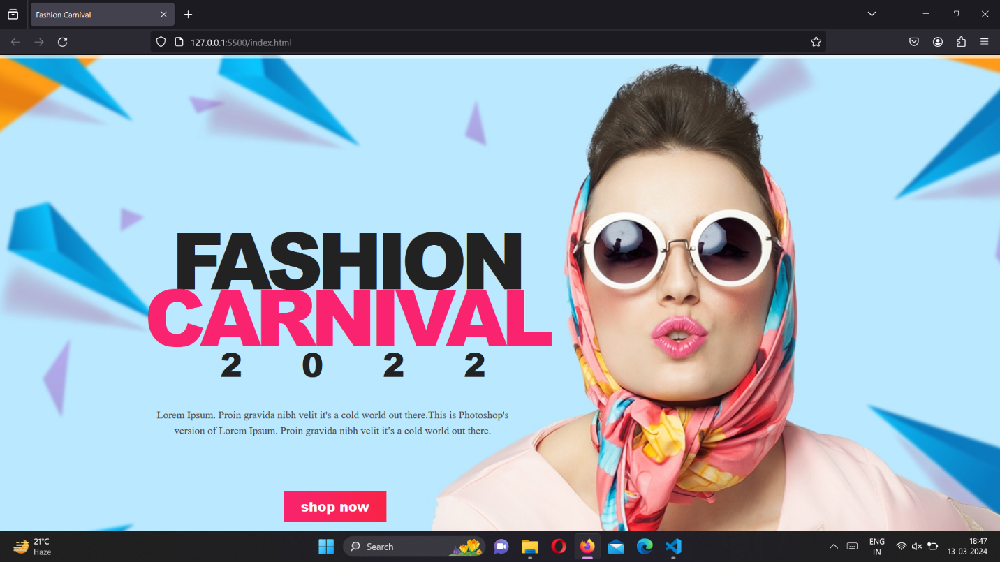 Fashion Carnival
127.0.0.1:5500/index.html
FASHION
CARNIVAL
2 0 2 2
Lorem Ipsum. Proin gravida nibh velit it's a cold world out there.This is Photoshop's
version of Lorem Ipsum. Proin gravida nibh velit it’s a cold world out there.
shop now
21°C
Haze
Search
ENG
IN
18:47
13-03-2024